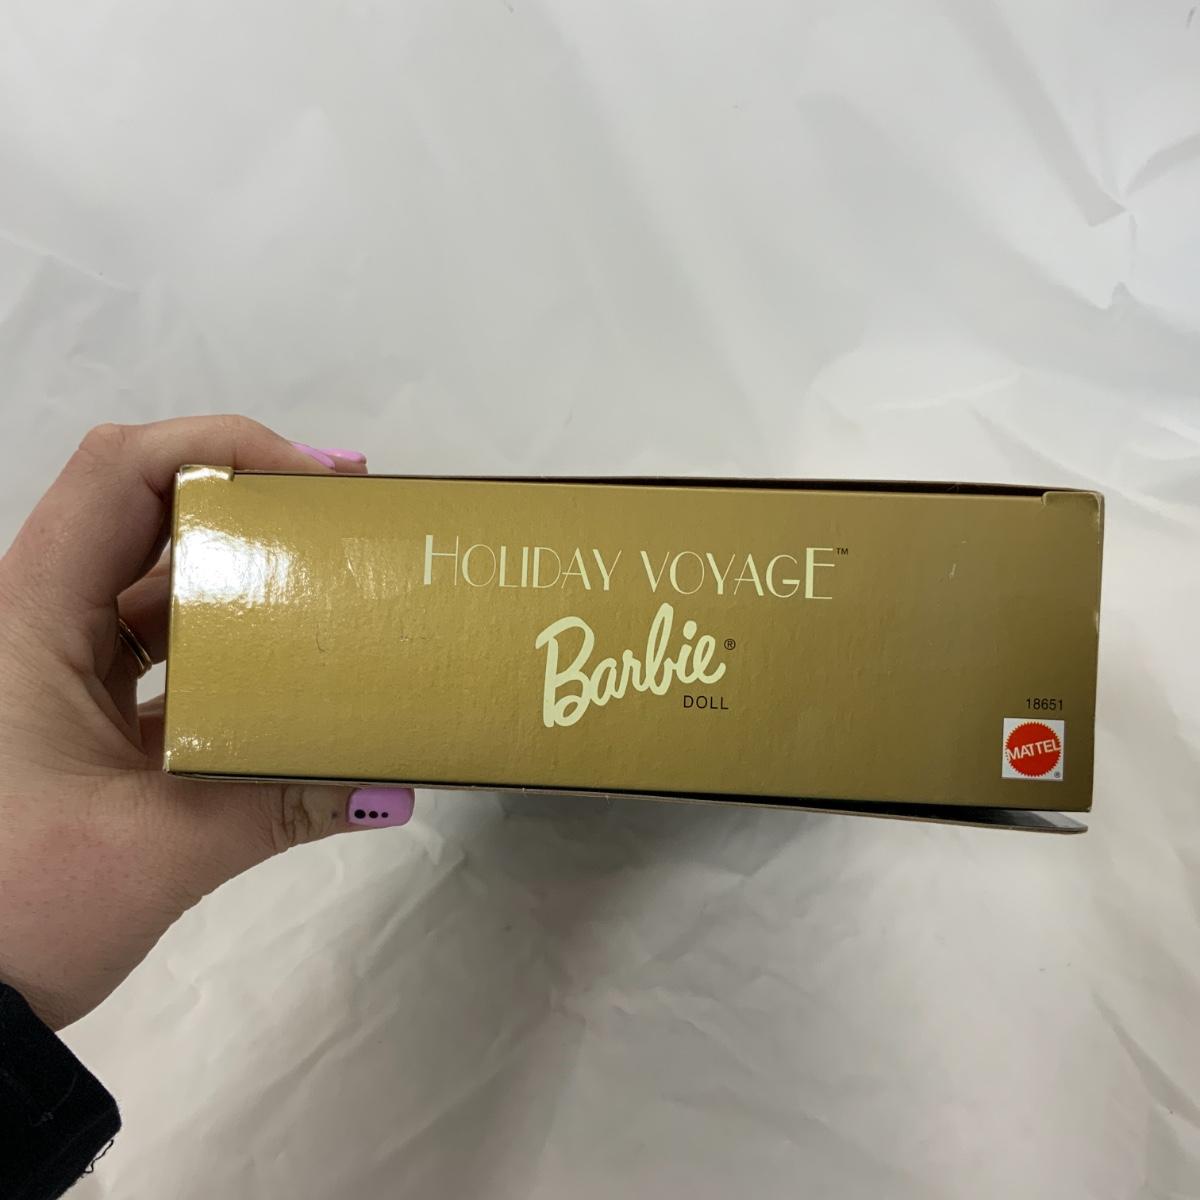 HOLIDAY VOYAGE™
Barbie®
DOLL
18651
MATTEL
®